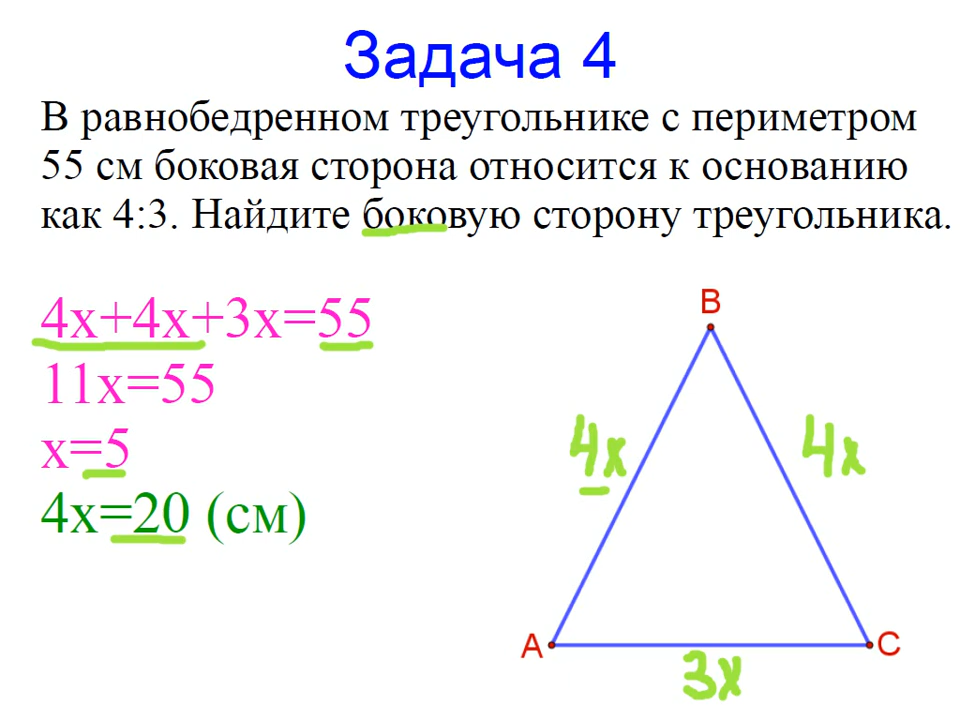 Задача 4
В равнобедренном треугольнике с периметром
55 см боковая сторона относится к основанию
как 4:3. Найдите боковую сторону треугольника.
4x+4x+3x=55
11x=55
x=5
4x=20 (см)
B
4x
4x
A
C
3x